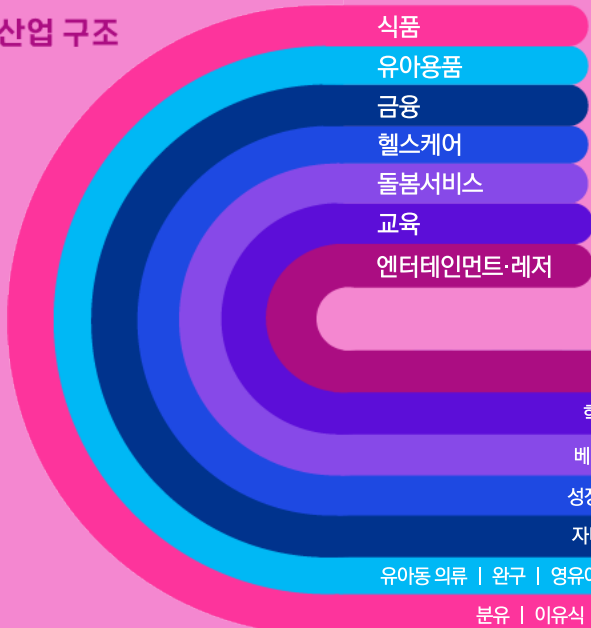 산업 구조
식품
유아용품
금융
헬스케어
돌봄서비스
교육
엔터테인먼트·레저
베
유아동 의류 | 완구 |
분유 | 이유식